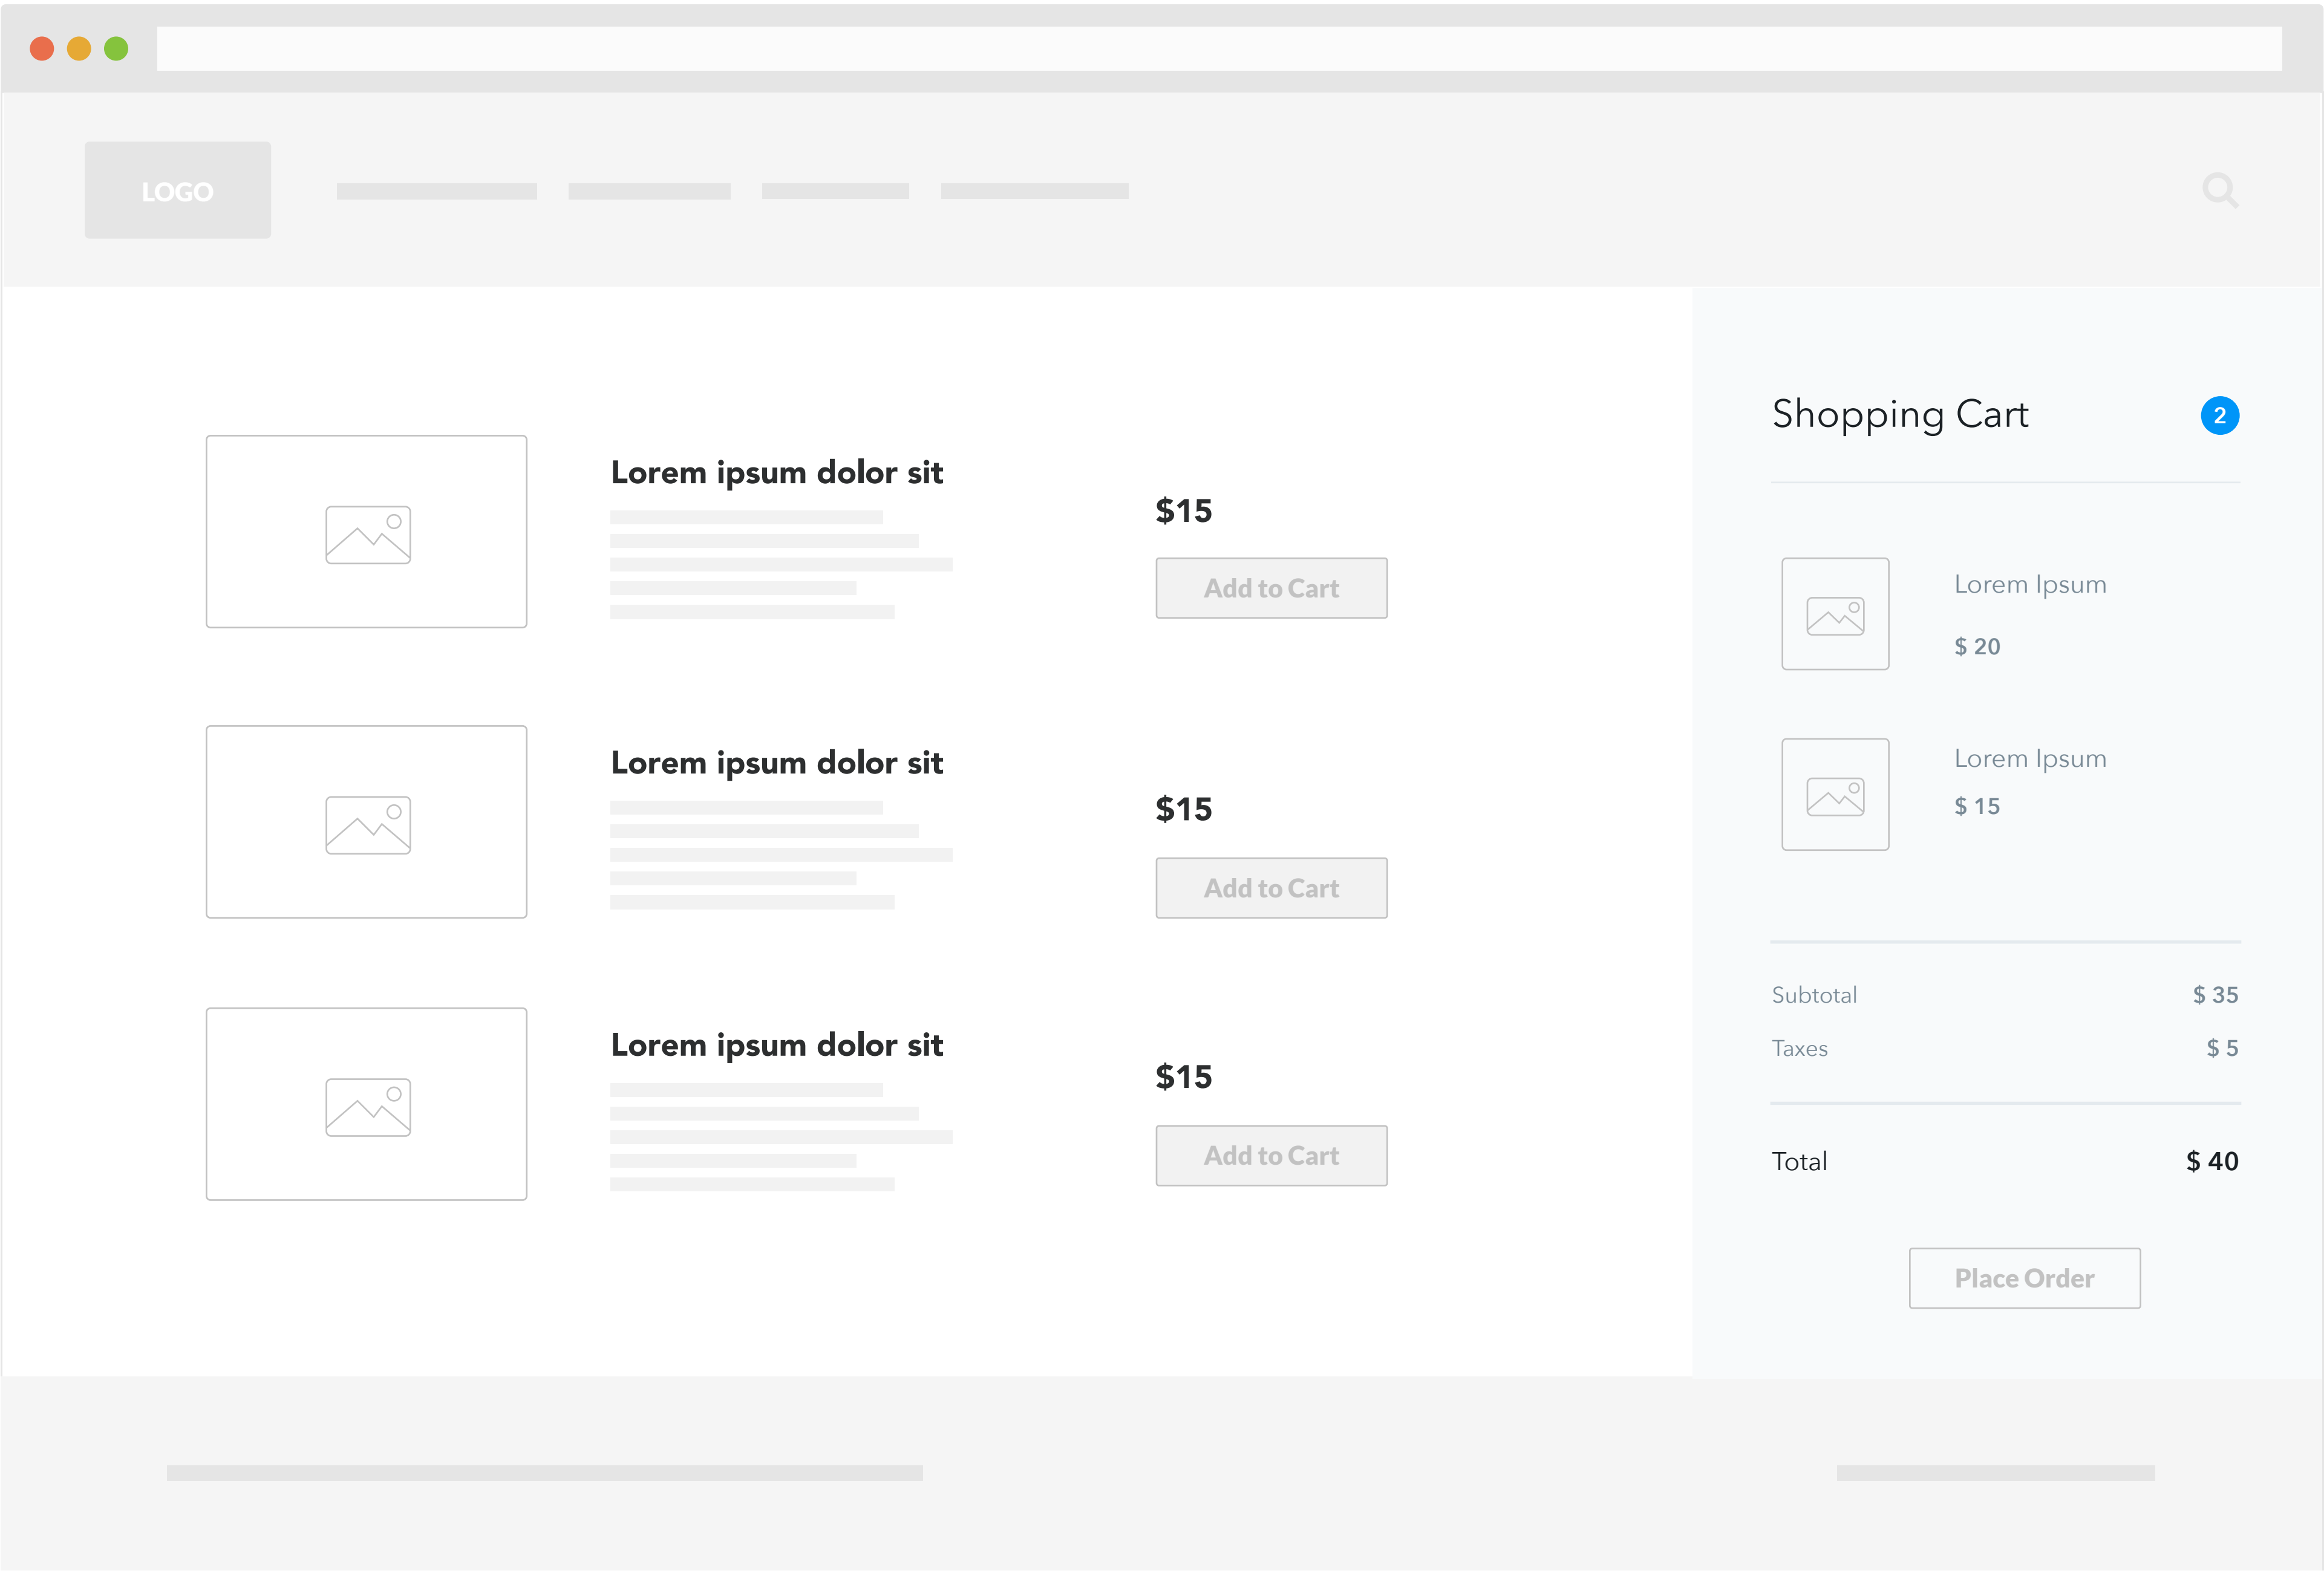 LOGO
Lorem ipsum dolor sit
$15
Add to Cart
Lorem ipsum dolor sit
$15
Add to Cart
Lorem ipsum dolor sit
$15
Add to Cart
Shopping Cart 2
Lorem Ipsum
$ 20
Lorem Ipsum
$ 15
Subtotal $ 35
Taxes $ 5
Total $ 40
Place Order